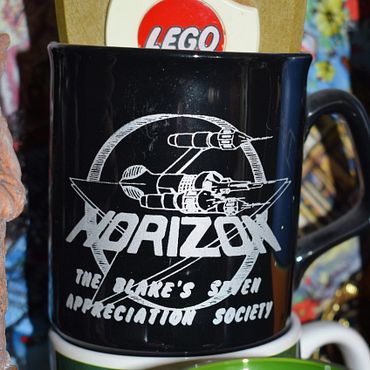 LEGO
HORIZON
THE BLAKE'S SEVEN
APPRECIATION SOCIETY